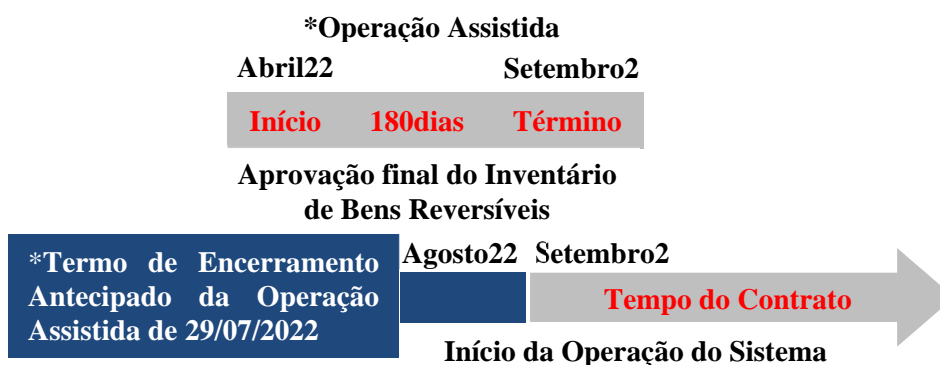 *Operação Assistida
Abril22 Setembro2
Início 180dias Término
Aprovação final do Inventário
de Bens Reversíveis
*Termo de Encerramento
Antecipado da Operação
Assistida de 29/07/2022
Agosto22 Setembro2
Tempo do Contrato
Início da Operação do Sistema